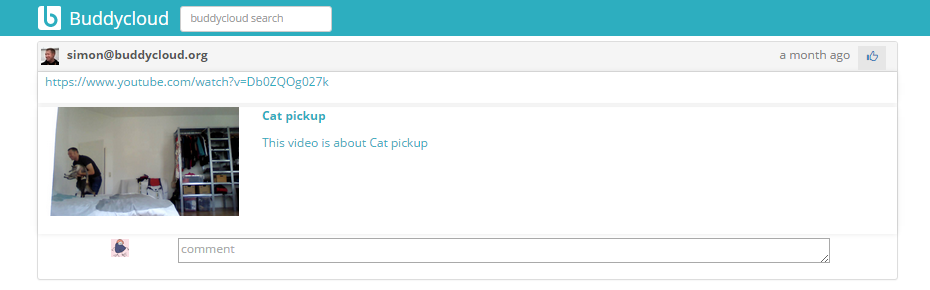 Buddycloud
buddycloud search
simon@buddycloud.org
a month ago
https://www.youtube.com/watch?v=Db0ZQOg027k
Cat pickup
This video is about Cat pickup
comment